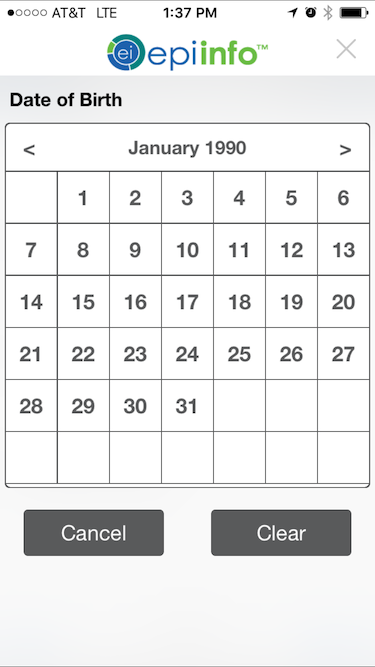 AT&T LTE 1:37 PM
ei epi info™
Date of Birth
< January 1990 >
1 2 3 4 5 6
7 8 9 10 11 12 13
14 15 16 17 18 19 20
21 22 23 24 25 26 27
28 29 30 31
Cancel Clear